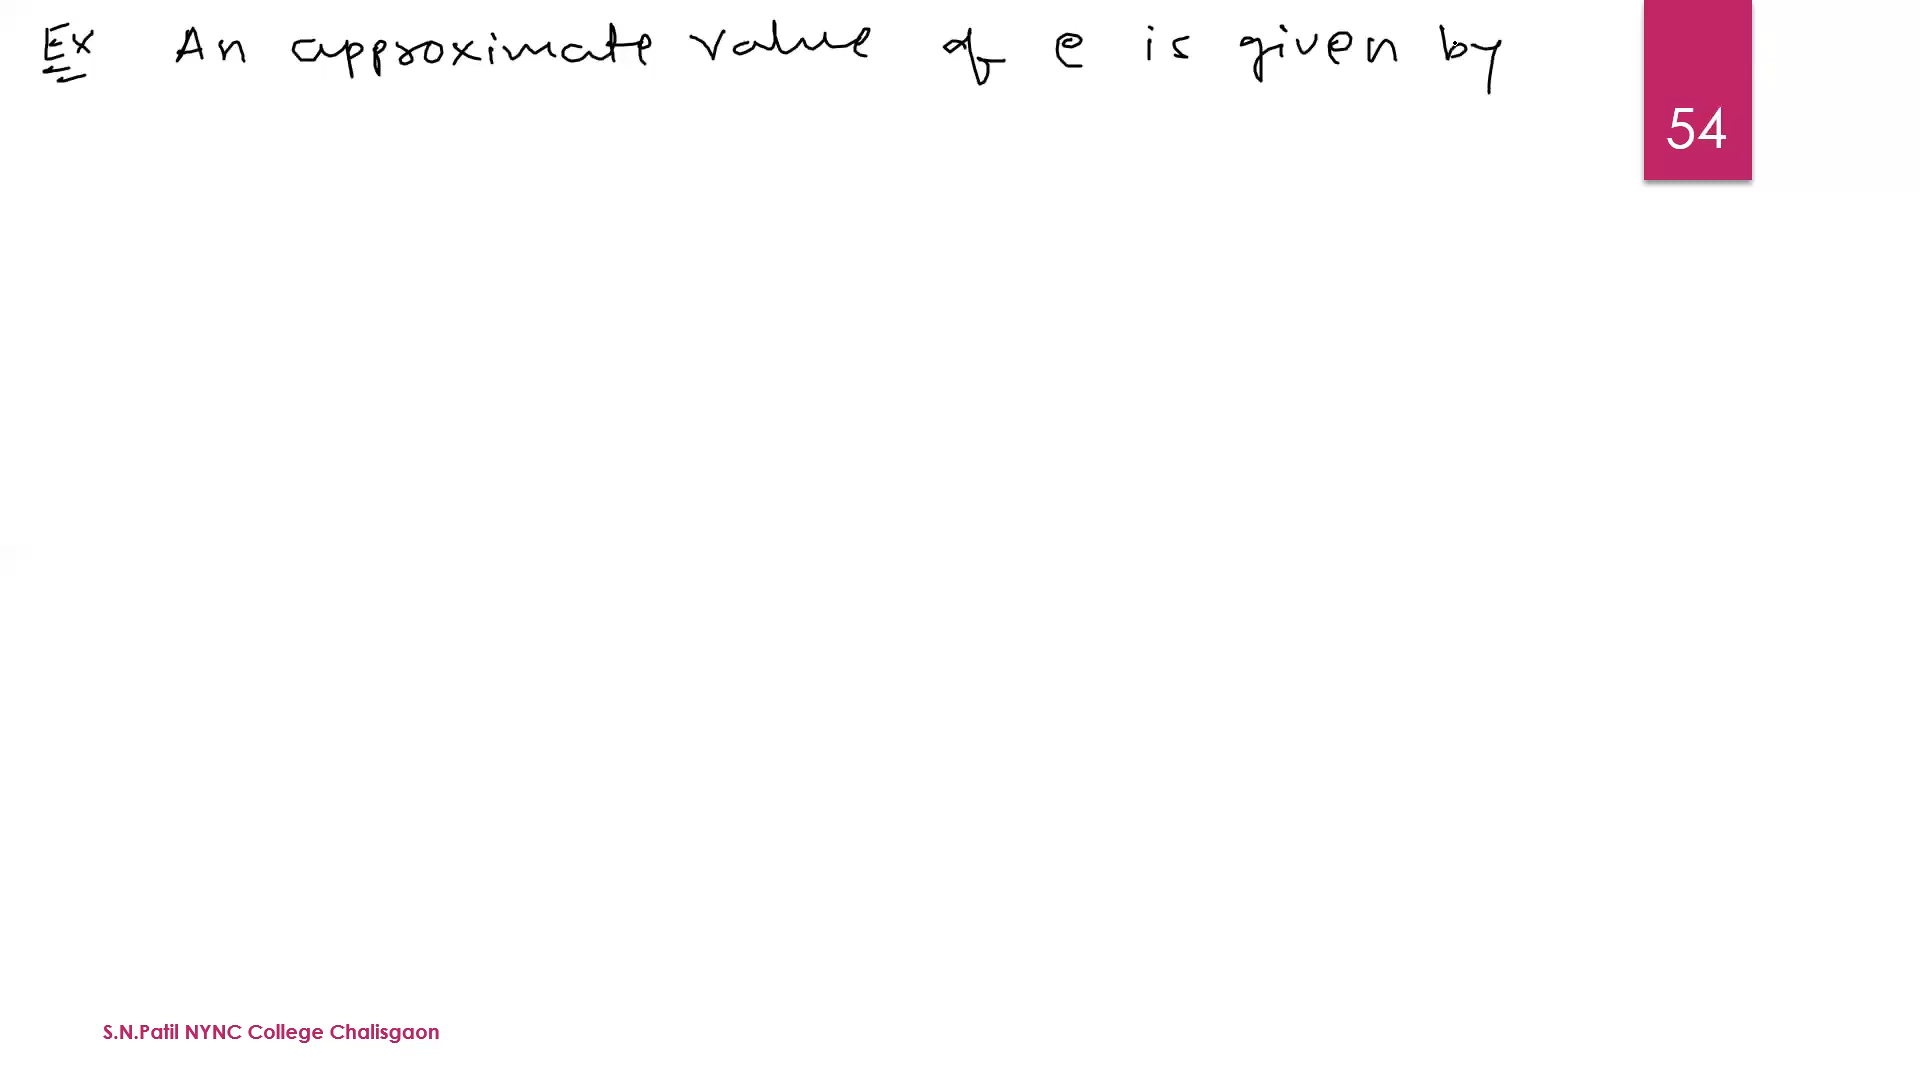 Ex An approximate value of e is given by
54
S.N.Patil NYNC College Chalisgaon